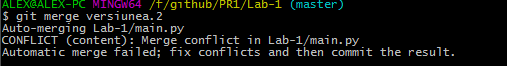 ALEX@ALEX-PC MINGW64 /f/github/PR1/Lab-1 (master)
$ git merge versiunea.2
Auto-merging Lab-1/main.py
CONFLICT (content): Merge conflict in Lab-1/main.py
Automatic merge failed; fix conflicts and then commit the result.